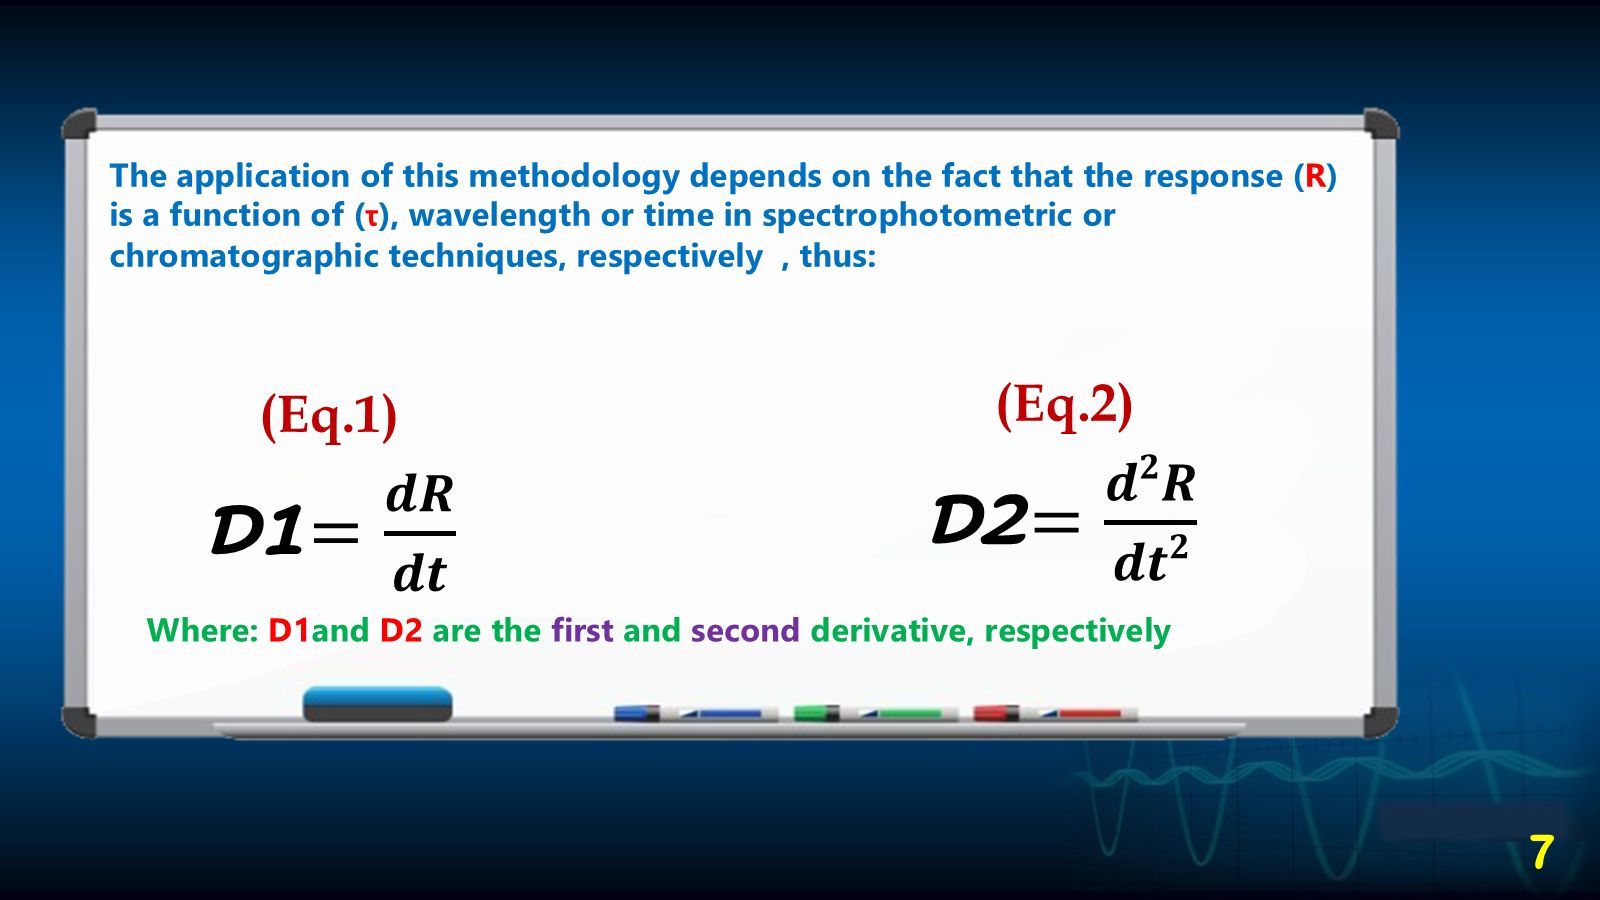 The application of this methodology depends on the fact that the response (R)
is a function of (τ), wavelength or time in spectrophotometric or
chromatographic techniques, respectively , thus:
(Eq.1)
(Eq.2)
D1= dR/dt
D2= d²R/dt²
Where: D1and D2 are the first and second derivative, respectively
7